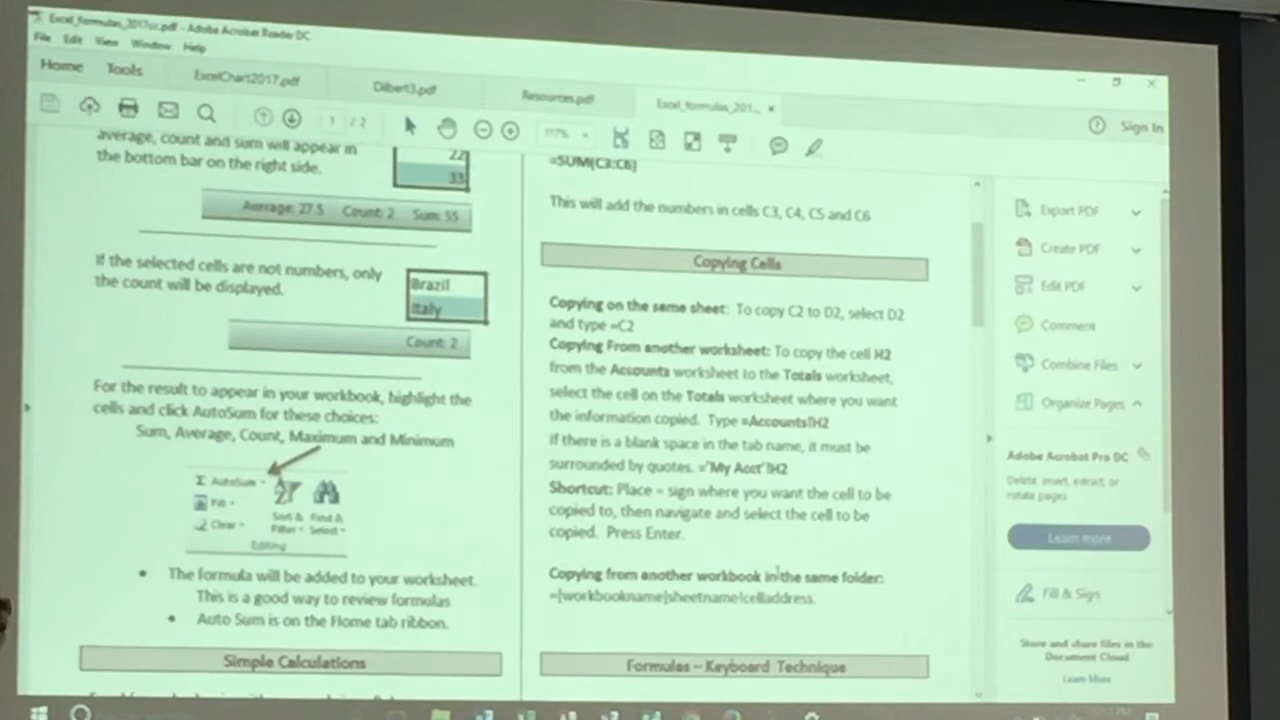 Excel_formulas_2017sz.pdf - Adobe Acrobat Reader DC
File Edit View Window Help
Home Tools ExcelChart2017.pdf Dilbert3.pdf Resources.pdf Excel_formulas_201... ×
1 / 2 117% Sign In
average, count and sum will appear in
the bottom bar on the right side.
22
33
Average: 27.5 Count: 2 Sum: 55
If the selected cells are not numbers, only
the count will be displayed.
Brazil
Italy
Count: 2
For the result to appear in your workbook, highlight the
cells and click AutoSum for these choices:
Sum, Average, Count, Maximum and Minimum
Σ AutoSum
Fill
Clear
Sort & Filter
Find & Select
Editing
• The formula will be added to your worksheet.
This is a good way to review formulas
• Auto Sum is on the Home tab ribbon.
Simple Calculations
=SUM(C3:C6)
This will add the numbers in cells C3, C4, C5 and C6
Copying Cells
Copying on the same sheet: To copy C2 to D2, select D2
and type =C2
Copying From another worksheet: To copy the cell H2
from the Accounts worksheet to the Totals worksheet,
select the cell on the Totals worksheet where you want
the information copied. Type =Accounts!H2
if there is a blank space in the tab name, it must be
surrounded by quotes. ='My Acct'!H2
Shortcut: Place = sign where you want the cell to be
copied to, then navigate and select the cell to be
copied. Press Enter.
Copying from another workbook in the same folder:
=[workbookname]sheetname!celladdress.
Formulas – Keyboard Technique
Export PDF
Create PDF
Edit PDF
Comment
Combine Files
Organize Pages
Adobe Acrobat Pro DC
Delete, insert, extract, or
rotate pages
Learn more
Fill & Sign
Store and share files in the
Document Cloud
Learn More